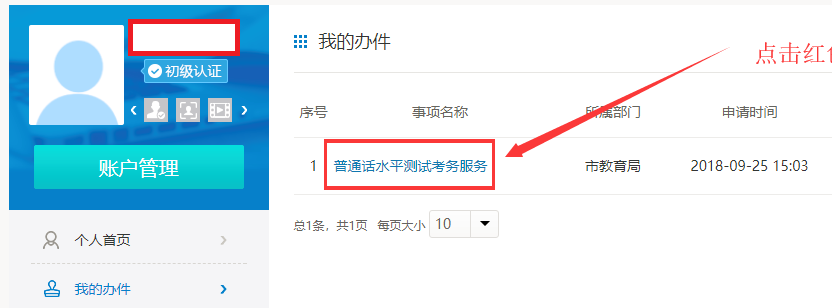 初级认证
账户管理
个人首页
我的办件
我的办件
点击红
序号 事项名称 所属部门 申请时间
1 普通话水平测试考务服务 市教育局 2018-09-25 15:03
总1条，共1页 每页大小 10